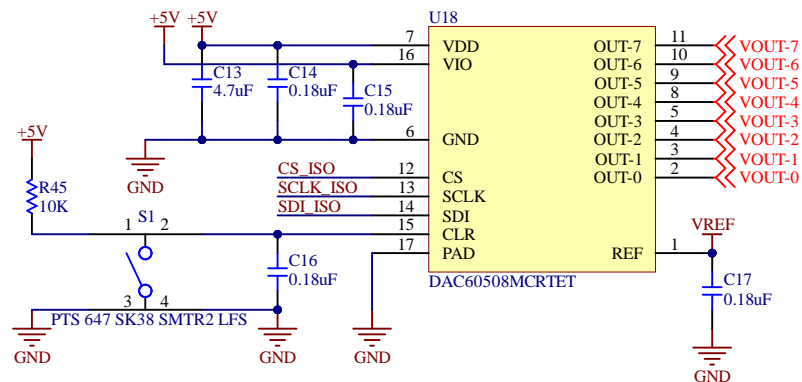 +5V +5V
U18
7 VDD OUT-7 11 VOUT-7
16 VIO OUT-6 10 VOUT-6
OUT-5 9 VOUT-5
C13 4.7uF
C14 0.18uF
C15 0.18uF
OUT-4 8 VOUT-4
OUT-3 5 VOUT-3
6 GND OUT-2 4 VOUT-2
OUT-1 3 VOUT-1
GND
CS_ISO 12 CS OUT-0 2 VOUT-0
SCLK_ISO 13 SCLK
SDI_ISO 14 SDI
15 CLR
17 PAD REF 1
VREF
DAC60508MCRTET
+5V
R45
10K
S1
1 2
3 4
PTS 647 SK38 SMTR2 LFS
C16
0.18uF
C17
0.18uF
GND GND GND GND